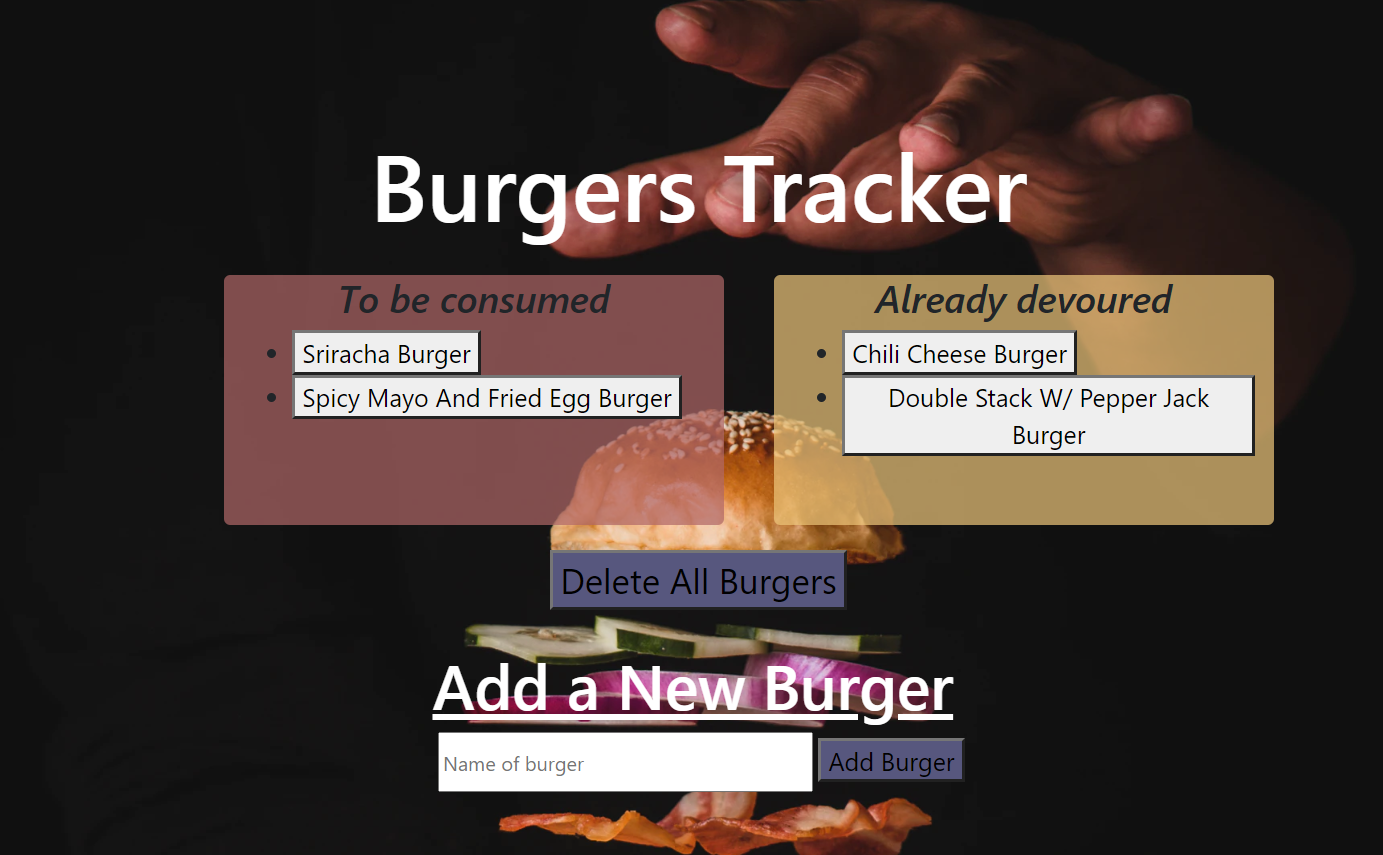 Burgers Tracker
To be consumed
Sriracha Burger
Spicy Mayo And Fried Egg Burger
Already devoured
Chili Cheese Burger
Double Stack W/ Pepper Jack
Burger
Delete All Burgers
Add a New Burger
Name of burger
Add Burger